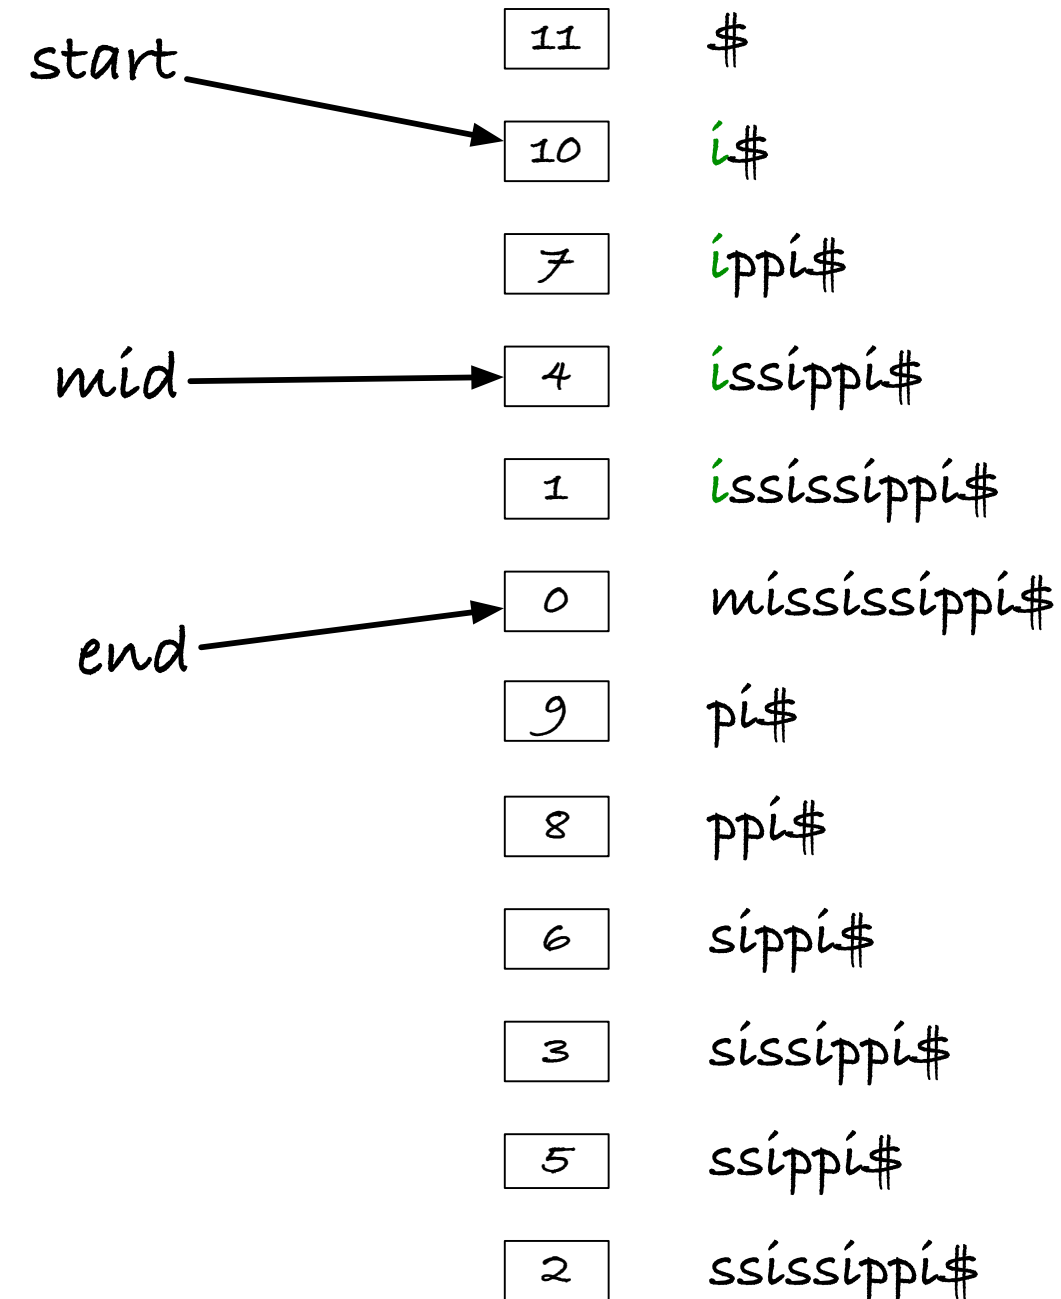 start
11 $
10 i$
7 ippi$
mid
4 issippi$
1 ississippi$
0 mississippi$
end
9 pi$
8 ppi$
6 sippi$
3 sissippi$
5 ssippi$
2 ssissippi$